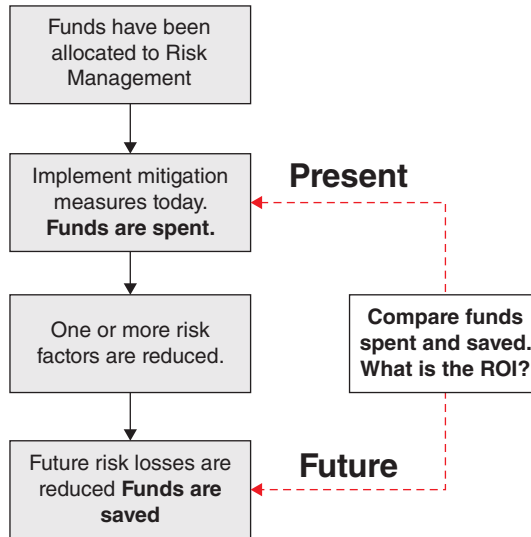 Funds have been
allocated to Risk
Management
Implement mitigation
measures today.
Funds are spent.
Present
One or more risk
factors are reduced.
Compare funds
spent and saved.
What is the ROI?
Future risk losses are
reduced Funds are
saved
Future